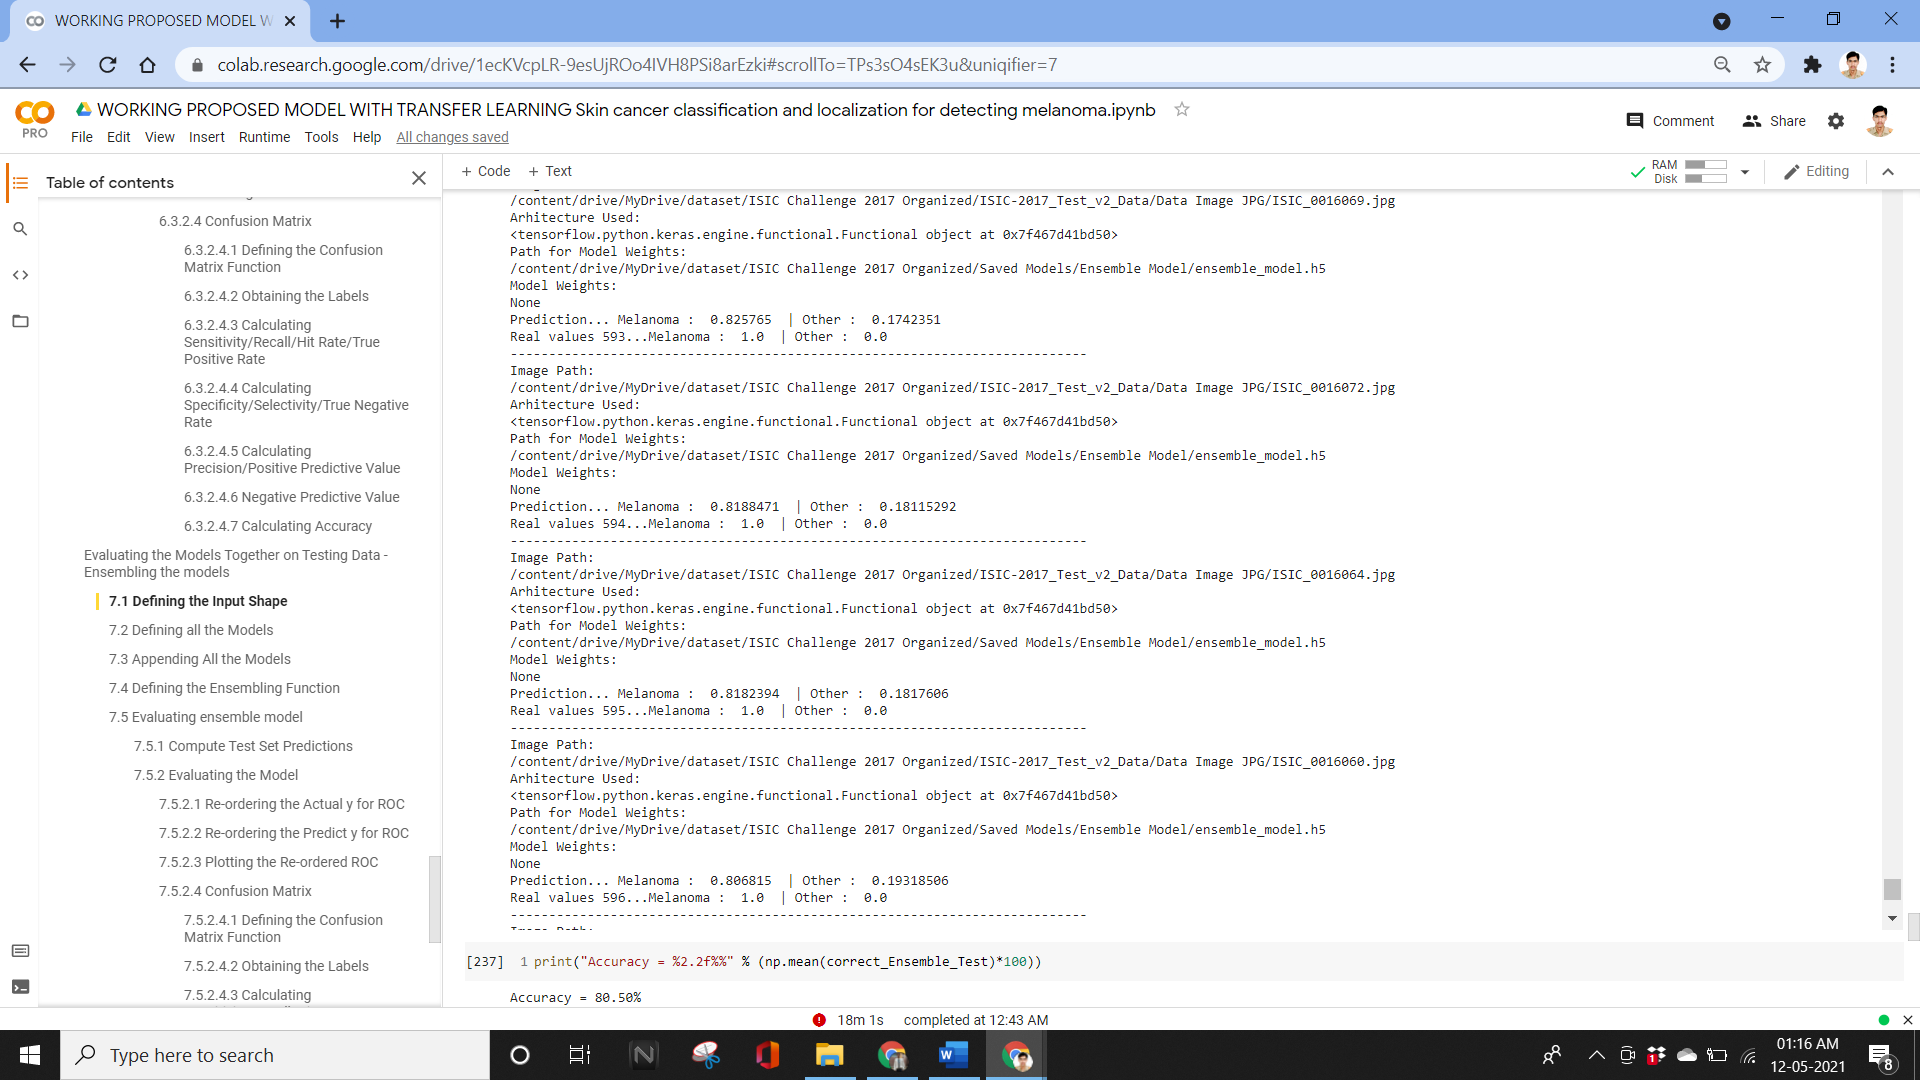 WORKING PROPOSED MODEL W
colab.research.google.com/drive/1ecKVcpLR-9esUjROo4IVH8PSi8arEzki#scrollTo=TPs3sO4sEK3u&uniqifier=7
CO
PRO
WORKING PROPOSED MODEL WITH TRANSFER LEARNING Skin cancer classification and localization for detecting melanoma.ipynb
File Edit View Insert Runtime Tools Help All changes saved
Comment Share
Table of contents
6.3.2.4 Confusion Matrix
6.3.2.4.1 Defining the Confusion
Matrix Function
6.3.2.4.2 Obtaining the Labels
6.3.2.4.3 Calculating
Sensitivity/Recall/Hit Rate/True
Positive Rate
6.3.2.4.4 Calculating
Specificity/Selectivity/True Negative
Rate
6.3.2.4.5 Calculating
Precision/Positive Predictive Value
6.3.2.4.6 Negative Predictive Value
6.3.2.4.7 Calculating Accuracy
Evaluating the Models Together on Testing Data -
Ensembling the models
7.1 Defining the Input Shape
7.2 Defining all the Models
7.3 Appending All the Models
7.4 Defining the Ensembling Function
7.5 Evaluating ensemble model
7.5.1 Compute Test Set Predictions
7.5.2 Evaluating the Model
7.5.2.1 Re-ordering the Actual y for ROC
7.5.2.2 Re-ordering the Predict y for ROC
7.5.2.3 Plotting the Re-ordered ROC
7.5.2.4 Confusion Matrix
7.5.2.4.1 Defining the Confusion
Matrix Function
7.5.2.4.2 Obtaining the Labels
7.5.2.4.3 Calculating
+ Code + Text
RAM
Disk
Editing
/content/drive/MyDrive/dataset/ISIC Challenge 2017 Organized/ISIC-2017_Test_v2_Data/Data Image JPG/ISIC_0016069.jpg
Arhitecture Used:
<tensorflow.python.keras.engine.functional.Functional object at 0x7f467d41bd50>
Path for Model Weights:
/content/drive/MyDrive/dataset/ISIC Challenge 2017 Organized/Saved Models/Ensemble Model/ensemble_model.h5
Model Weights:
None
Prediction... Melanoma :  0.825765  | Other :  0.1742351
Real values 593...Melanoma :  1.0  | Other :  0.0
---------------------------------------------------------------------------
Image Path:
/content/drive/MyDrive/dataset/ISIC Challenge 2017 Organized/ISIC-2017_Test_v2_Data/Data Image JPG/ISIC_0016072.jpg
Arhitecture Used:
<tensorflow.python.keras.engine.functional.Functional object at 0x7f467d41bd50>
Path for Model Weights:
/content/drive/MyDrive/dataset/ISIC Challenge 2017 Organized/Saved Models/Ensemble Model/ensemble_model.h5
Model Weights:
None
Prediction... Melanoma :  0.8188471  | Other :  0.18115292
Real values 594...Melanoma :  1.0  | Other :  0.0
---------------------------------------------------------------------------
Image Path:
/content/drive/MyDrive/dataset/ISIC Challenge 2017 Organized/ISIC-2017_Test_v2_Data/Data Image JPG/ISIC_0016064.jpg
Arhitecture Used:
<tensorflow.python.keras.engine.functional.Functional object at 0x7f467d41bd50>
Path for Model Weights:
/content/drive/MyDrive/dataset/ISIC Challenge 2017 Organized/Saved Models/Ensemble Model/ensemble_model.h5
Model Weights:
None
Prediction... Melanoma :  0.8182394  | Other :  0.1817606
Real values 595...Melanoma :  1.0  | Other :  0.0
---------------------------------------------------------------------------
Image Path:
/content/drive/MyDrive/dataset/ISIC Challenge 2017 Organized/ISIC-2017_Test_v2_Data/Data Image JPG/ISIC_0016060.jpg
Arhitecture Used:
<tensorflow.python.keras.engine.functional.Functional object at 0x7f467d41bd50>
Path for Model Weights:
/content/drive/MyDrive/dataset/ISIC Challenge 2017 Organized/Saved Models/Ensemble Model/ensemble_model.h5
Model Weights:
None
Prediction... Melanoma :  0.806815  | Other :  0.19318506
Real values 596...Melanoma :  1.0  | Other :  0.0
---------------------------------------------------------------------------
Image Path:
[237] 1 print("Accuracy = %2.2f%%" % (np.mean(correct_Ensemble_Test)*100))
Accuracy = 80.50%
18m 1s completed at 12:43 AM
Type here to search
01:16 AM
12-05-2021
8